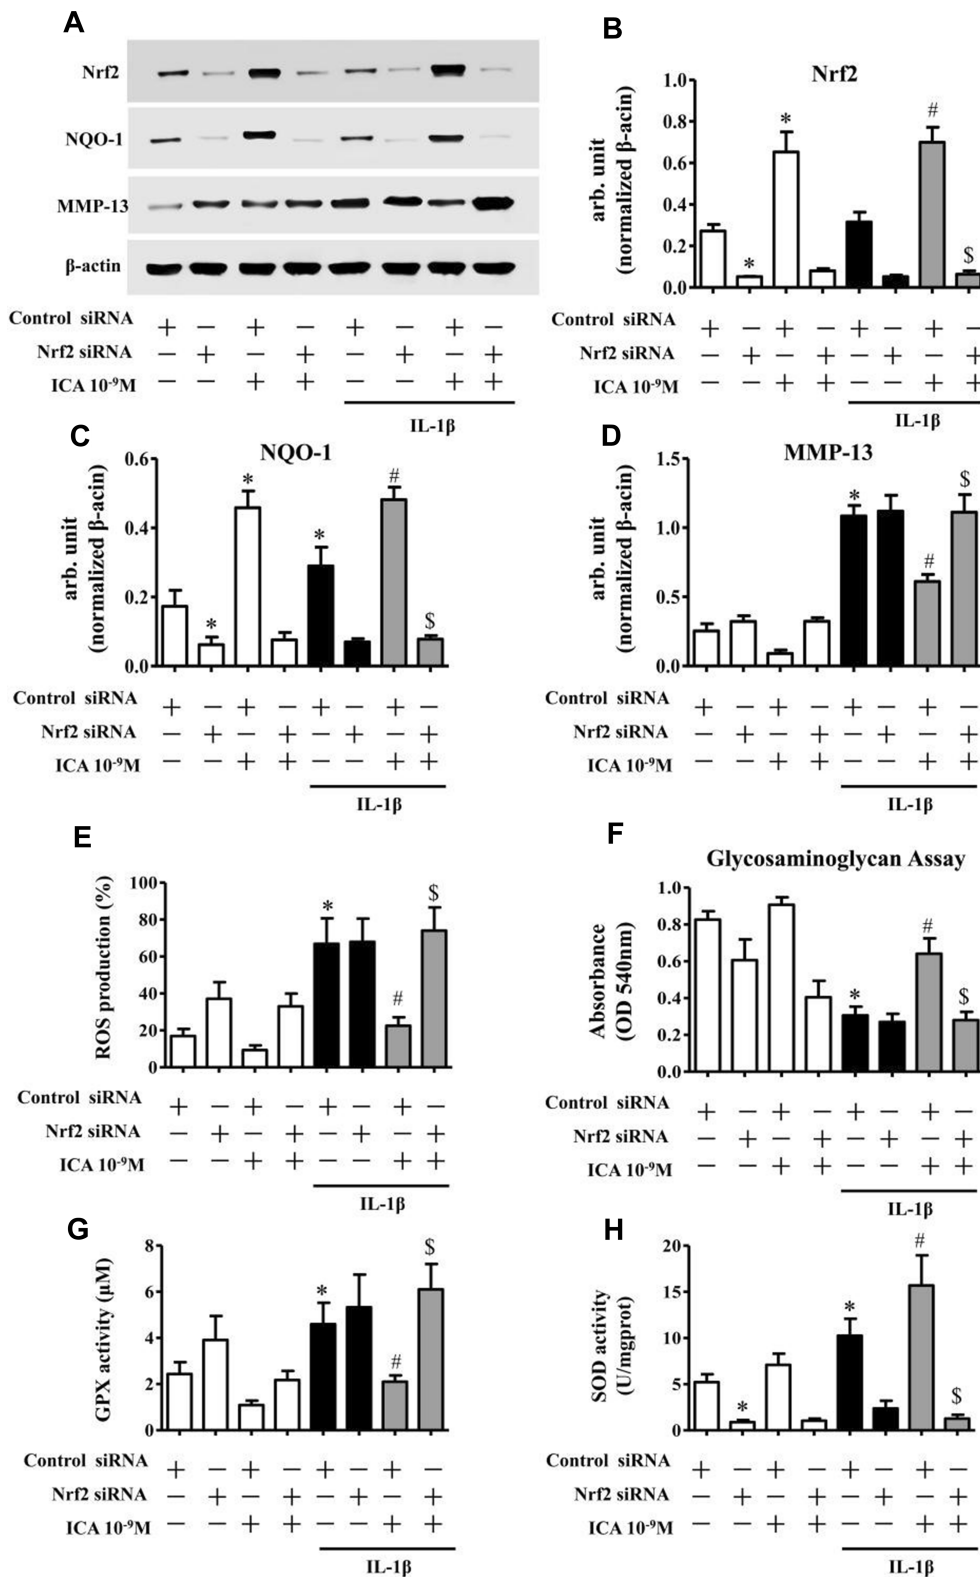 A
Nrf2
NQO-1
MMP-13
β-actin
Control siRNA + − + − + − + −
Nrf2 siRNA − + − + − + − +
ICA 10-9M − − + + − − + +
IL-1β
B
Nrf2
arb. unit
(normalized β-acin)
1.0
0.8
0.6
0.4
0.2
0.0
* * # $
Control siRNA + − + − + − + −
Nrf2 siRNA − + − + − + − +
ICA 10-9M − − + + − − + +
IL-1β
C
NQO-1
arb. unit
(normalized β-acin)
0.6
0.4
0.2
0.0
* * * # $
Control siRNA + − + − + − + −
Nrf2 siRNA − + − + − + − +
ICA 10-9M − − + + − − + +
IL-1β
D
MMP-13
arb. unit
(normalized β-acin)
1.5
1.0
0.5
0.0
* # $
Control siRNA + − + − + − + −
Nrf2 siRNA − + − + − + − +
ICA 10-9M − − + + − − + +
IL-1β
E
ROS production (%)
100
80
60
40
20
0
* # $
Control siRNA + − + − + − + −
Nrf2 siRNA − + − + − + − +
ICA 10-9M − − + + − − + +
IL-1β
F
Glycosaminoglycan Assay
Absorbance
(OD 540nm)
1.0
0.8
0.6
0.4
0.2
0.0
* # $
Control siRNA + − + − + − + −
Nrf2 siRNA − + − + − + − +
ICA 10-9M − − + + − − + +
IL-1β
G
GPX activity (μM)
8
6
4
2
0
* # $
Control siRNA + − + − + − + −
Nrf2 siRNA − + − + − + − +
ICA 10-9M − − + + − − + +
IL-1β
H
SOD activity
(U/mgprot)
20
15
10
5
0
* * # $
Control siRNA + − + − + − + −
Nrf2 siRNA − + − + − + − +
ICA 10-9M − − + + − − + +
IL-1β